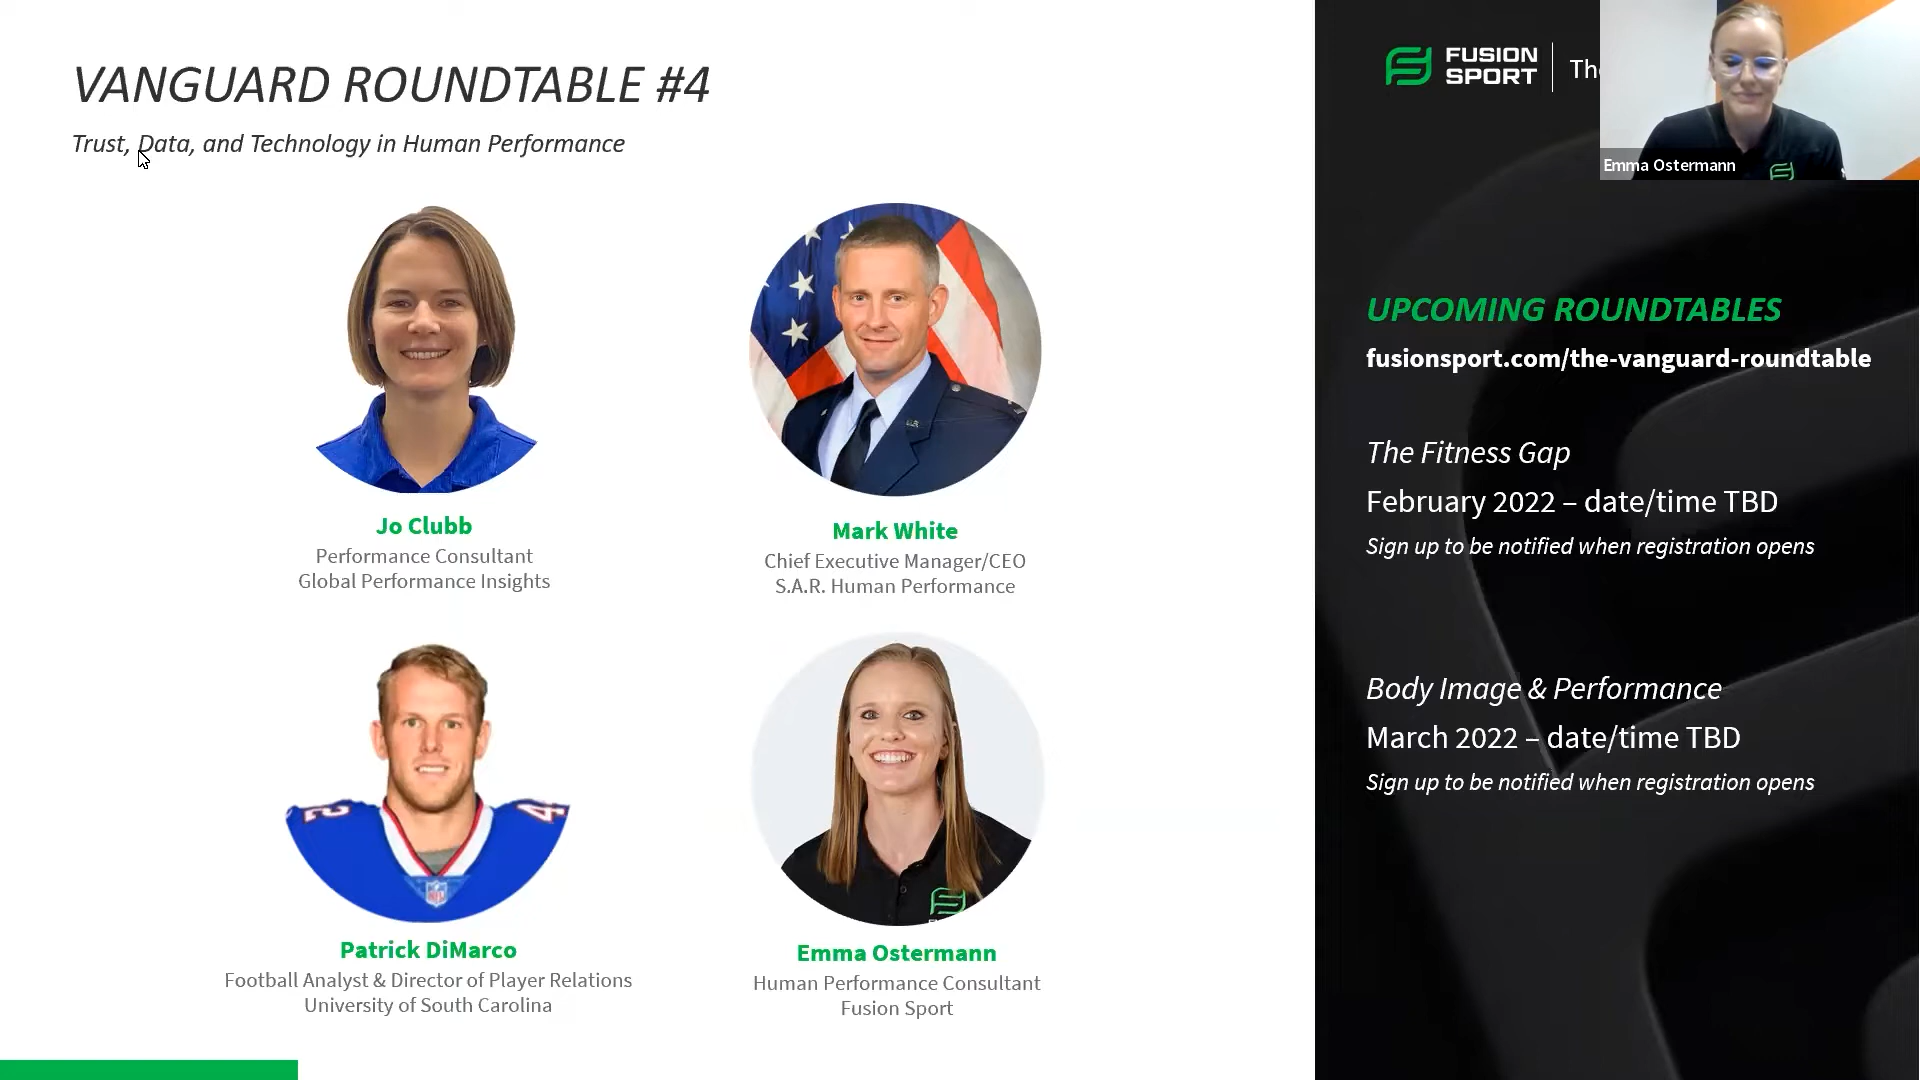 VANGUARD ROUNDTABLE #4
Trust, Data, and Technology in Human Performance
Jo Clubb
Performance Consultant
Global Performance Insights
Mark White
Chief Executive Manager/CEO
S.A.R. Human Performance
42
Patrick DiMarco
Football Analyst & Director of Player Relations
University of South Carolina
Emma Ostermann
Human Performance Consultant
Fusion Sport
FUSION
SPORT
Emma Ostermann
UPCOMING ROUNDTABLES
fusionsport.com/the-vanguard-roundtable
The Fitness Gap
February 2022 – date/time TBD
Sign up to be notified when registration opens
Body Image & Performance
March 2022 – date/time TBD
Sign up to be notified when registration opens